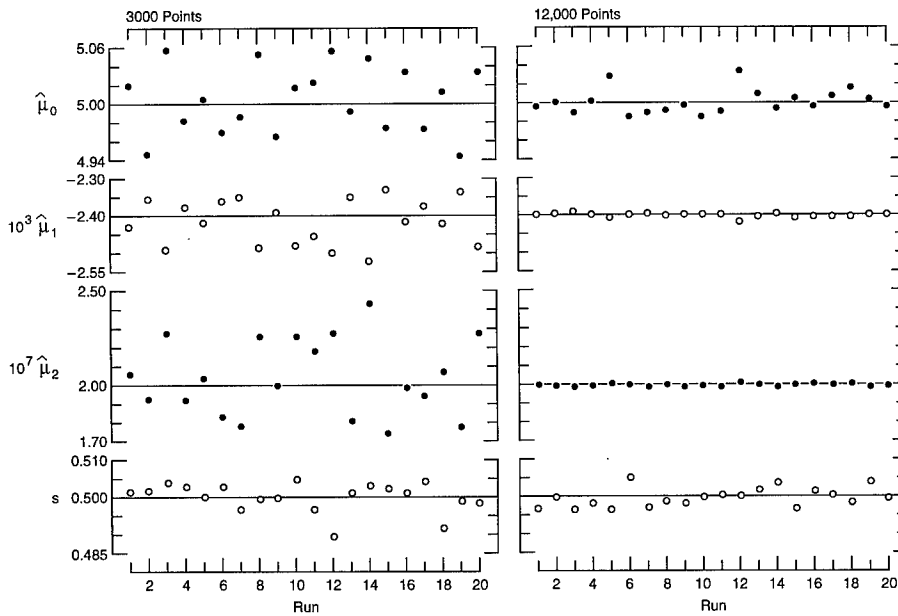 3000 Points
12,000 Points
5.06
μ̂₀ 5.00
4.94
−2.30
10³ μ̂₁ −2.40
−2.55
2.50
10⁷ μ̂₂ 2.00
1.70
0.510
s 0.500
0.485
2 4 6 8 10 12 14 16 18 20
2 4 6 8 10 12 14 16 18 20
Run
Run